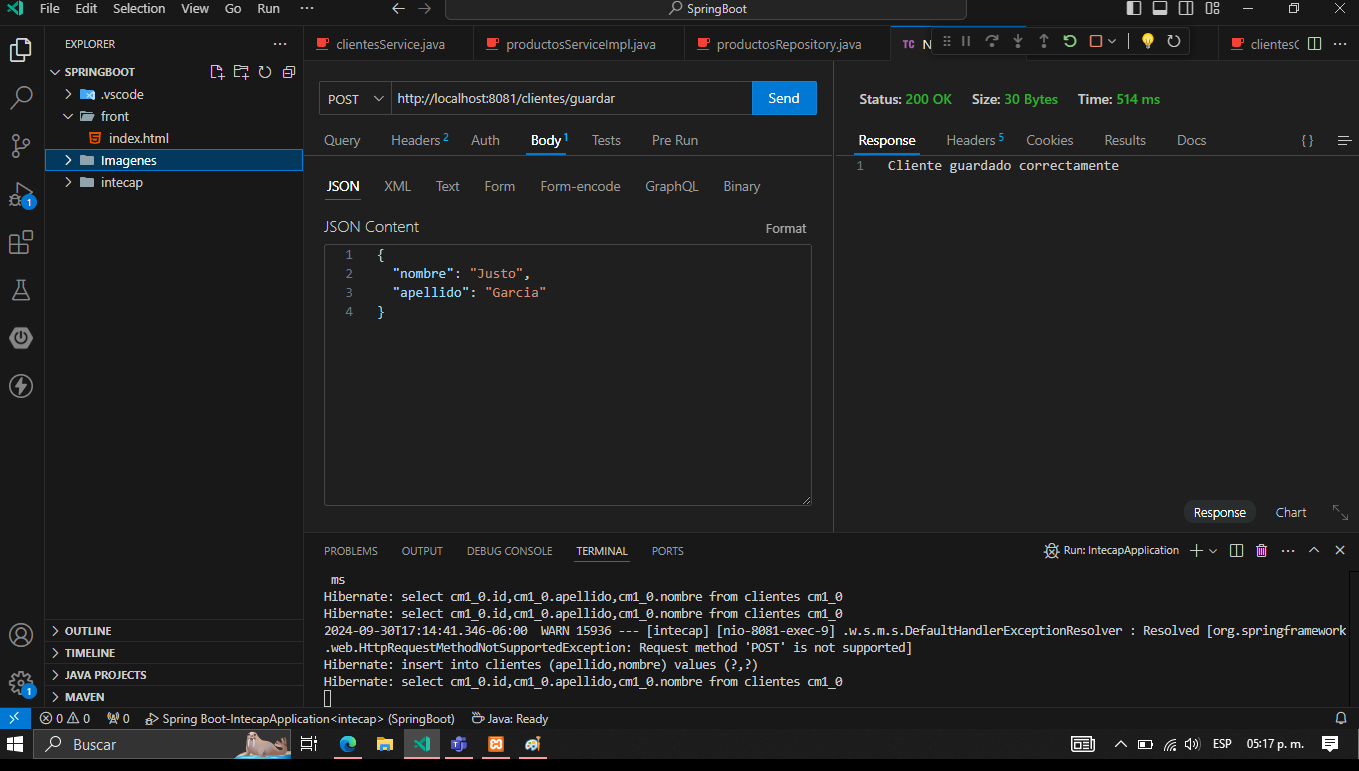 File Edit Selection View Go Run ··· SpringBoot
EXPLORER ···
clientesService.java
productosServiceImpl.java
productosRepository.java
TC N
clientesC ···
SPRINGBOOT
.vscode
front
index.html
Imagenes
intecap
OUTLINE
TIMELINE
JAVA PROJECTS
MAVEN
1
1
POST http://localhost:8081/clientes/guardar Send
Query Headers 2 Auth Body 1 Tests Pre Run
JSON XML Text Form Form-encode GraphQL Binary
JSON Content Format
1 {
2 "nombre": "Justo",
3 "apellido": "Garcia"
4 }
Status: 200 OK Size: 30 Bytes Time: 514 ms
Response Headers 5 Cookies Results Docs { }
1 Cliente guardado correctamente
Response Chart
PROBLEMS OUTPUT DEBUG CONSOLE TERMINAL PORTS Run: IntecapApplication ···
ms
Hibernate: select cm1_0.id,cm1_0.apellido,cm1_0.nombre from clientes cm1_0
Hibernate: select cm1_0.id,cm1_0.apellido,cm1_0.nombre from clientes cm1_0
2024-09-30T17:14:41.346-06:00 WARN 15936 --- [intecap] [nio-8081-exec-9] .w.s.m.s.DefaultHandlerExceptionResolver : Resolved [org.springframework
.web.HttpRequestMethodNotSupportedException: Request method 'POST' is not supported]
Hibernate: insert into clientes (apellido,nombre) values (?,?)
Hibernate: select cm1_0.id,cm1_0.apellido,cm1_0.nombre from clientes cm1_0
0 0 0 Spring Boot-IntecapApplication<intecap> (SpringBoot) Java: Ready
Buscar ESP 05:17 p. m.